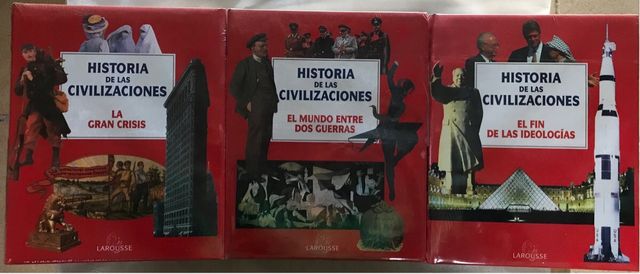 HISTORIA
DE LAS
CIVILIZACIONES
LA
GRAN CRISIS
LAROUSSE
HISTORIA
DE LAS
CIVILIZACIONES
EL MUNDO ENTRE
DOS GUERRAS
LAROUSSE
HISTORIA
DE LAS
CIVILIZACIONES
EL FIN
DE LAS IDEOLOGÍAS
LAROUSSE